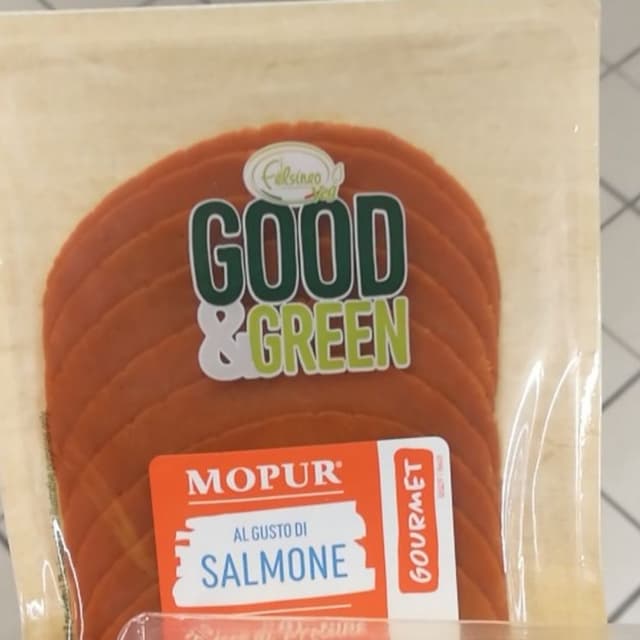 Felsineo
veg
GOOD
&GREEN
MOPUR®
AL GUSTO DI
SALMONE
GOURMET